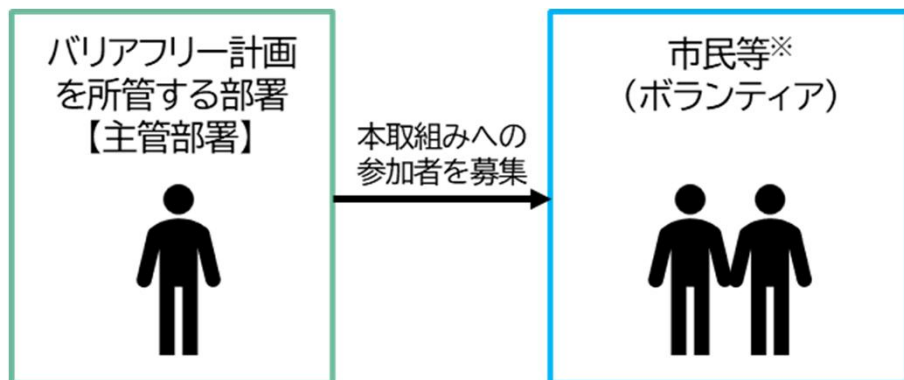 バリアフリー計画
を所管する部署
【主管部署】
本取組みへの
参加者を募集
市民等※
（ボランティア）